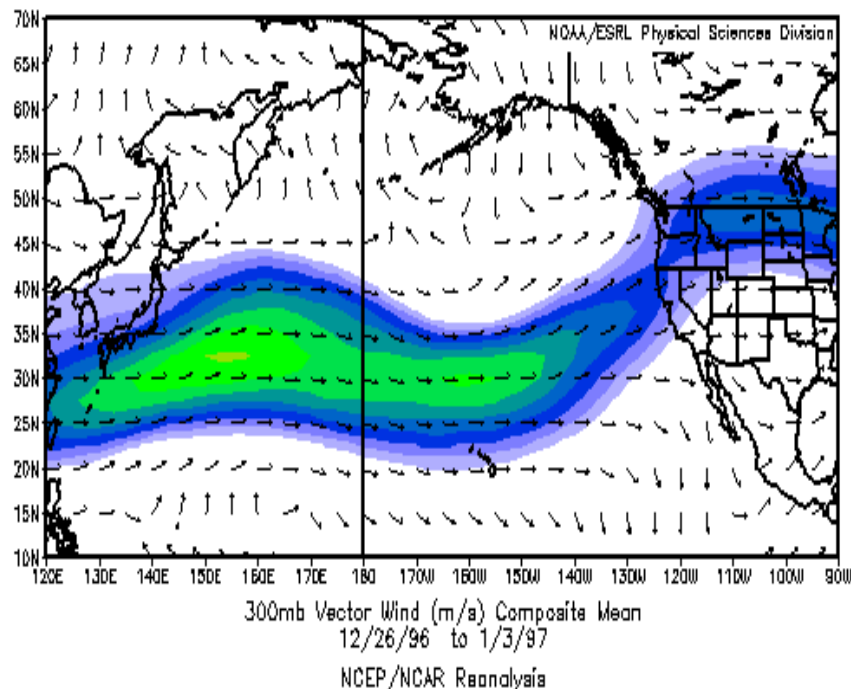 NOAA/ESRL Physical Sciences Division
70N
65N
60N
55N
50N
45N
40N
35N
30N
25N
20N
15N
10N
120E 130E 140E 150E 160E 170E 180 170W 160W 150W 140W 130W 120W 110W 100W 90W
300mb Vector Wind (m/s) Composite Mean
12/26/96 to 1/3/97
NCEP/NCAR Reanalysis